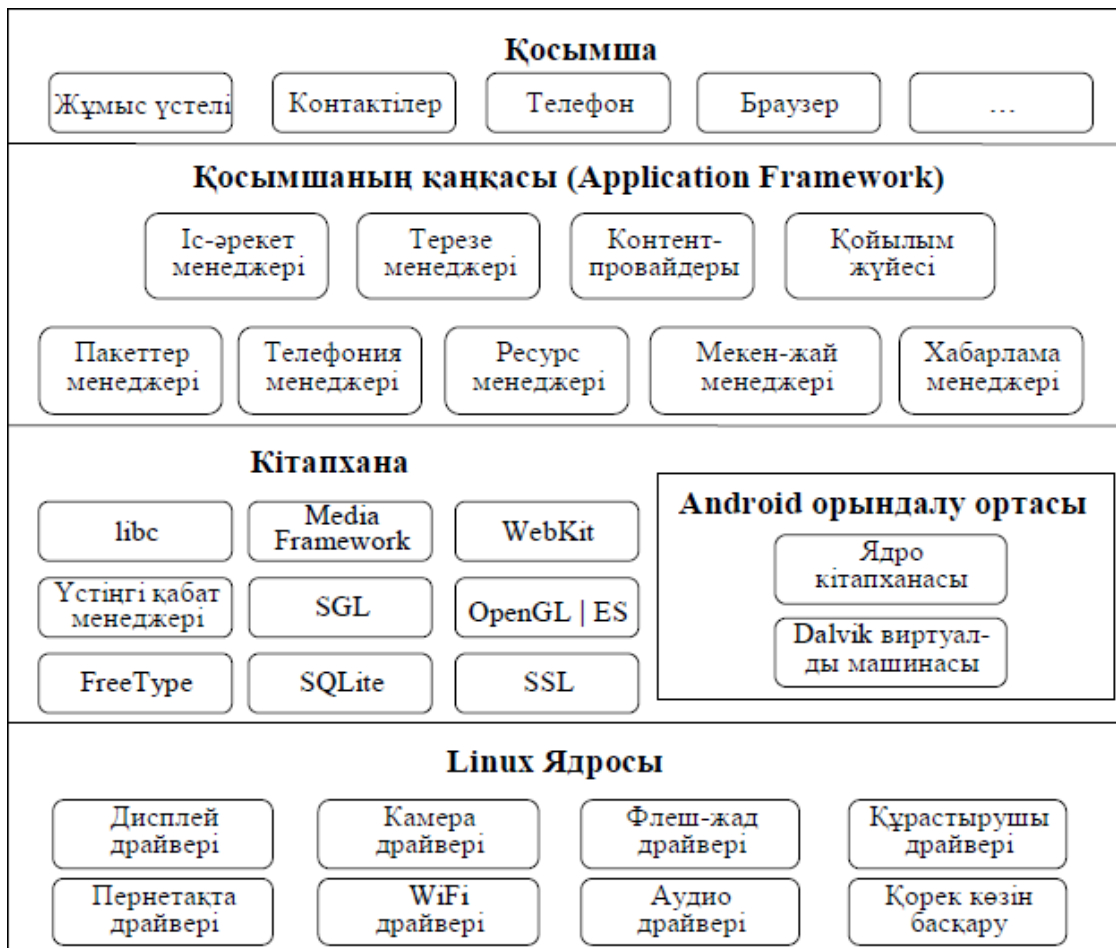 Қосымша
Жұмыс үстелі
Контактілер
Телефон
Браузер
…
Қосымшаның қаңқасы (Application Framework)
Іс-әрекет
менеджері
Терезе
менеджері
Контент-
провайдеры
Қойылым
жүйесі
Пакеттер
менеджері
Телефония
менеджері
Ресурс
менеджері
Мекен-жай
менеджері
Хабарлама
менеджері
Кітапхана
libc
Media
Framework
WebKit
Үстіңгі қабат
менеджері
SGL
OpenGL | ES
FreeType
SQLite
SSL
Android орындалу ортасы
Ядро
кітапханасы
Dalvik виртуал-
ды машинасы
Linux Ядросы
Дисплей
драйвері
Камера
драйвері
Флеш-жад
драйвері
Құрастырушы
драйвері
Пернетақта
драйвері
WiFi
драйвері
Аудио
драйвері
Қорек көзін
басқару